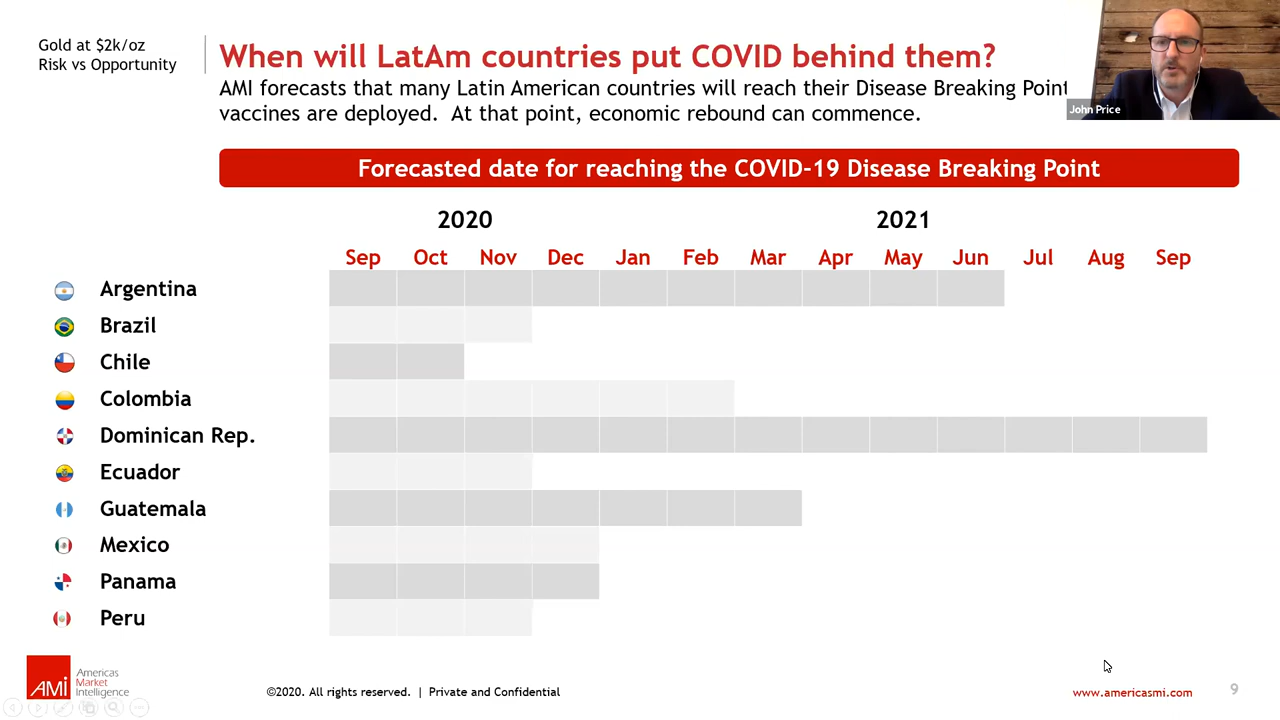 Gold at $2k/oz
Risk vs Opportunity
When will LatAm countries put COVID behind them?
AMI forecasts that many Latin American countries will reach their Disease Breaking Point
vaccines are deployed. At that point, economic rebound can commence.
John Price
Forecasted date for reaching the COVID-19 Disease Breaking Point
2020 2021
Sep Oct Nov Dec Jan Feb Mar Apr May Jun Jul Aug Sep
Argentina
Brazil
Chile
Colombia
Dominican Rep.
Ecuador
Guatemala
Mexico
Panama
Peru
AMI
Americas
Market
Intelligence
©2020. All rights reserved. | Private and Confidential
www.americasmi.com
9